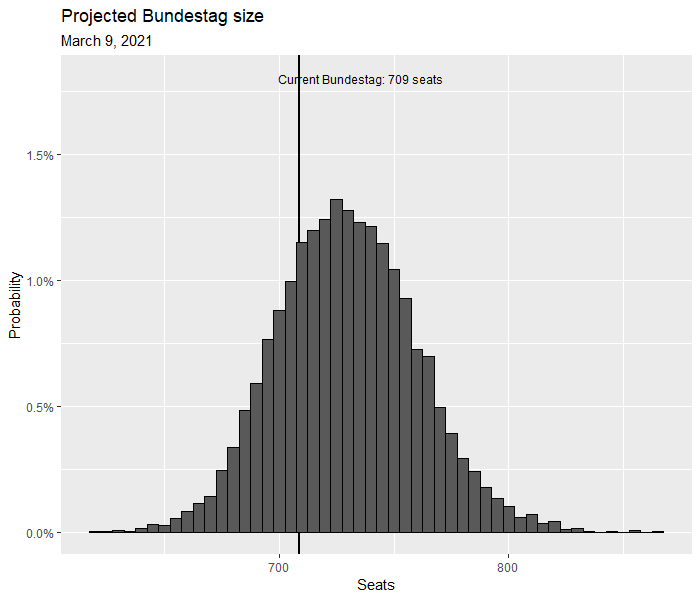 Projected Bundestag size
March 9, 2021
Current Bundestag: 709 seats
1.5%
1.0%
0.5%
0.0%
Probability
700
800
Seats